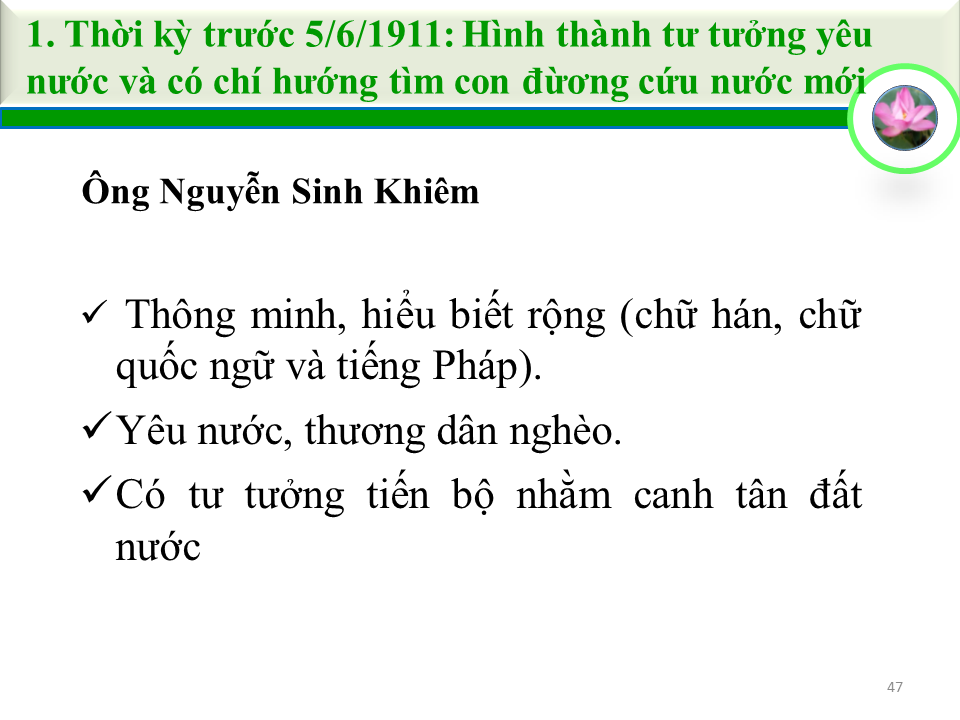 1. Thời kỳ trước 5/6/1911: Hình thành tư tưởng yêu
nước và có chí hướng tìm con đừơng cứu nước mới
Ông Nguyễn Sinh Khiêm
✓ Thông minh, hiểu biết rộng (chữ hán, chữ
quốc ngữ và tiếng Pháp).
✓ Yêu nước, thương dân nghèo.
✓ Có tư tưởng tiến bộ nhằm canh tân đất
nước
47